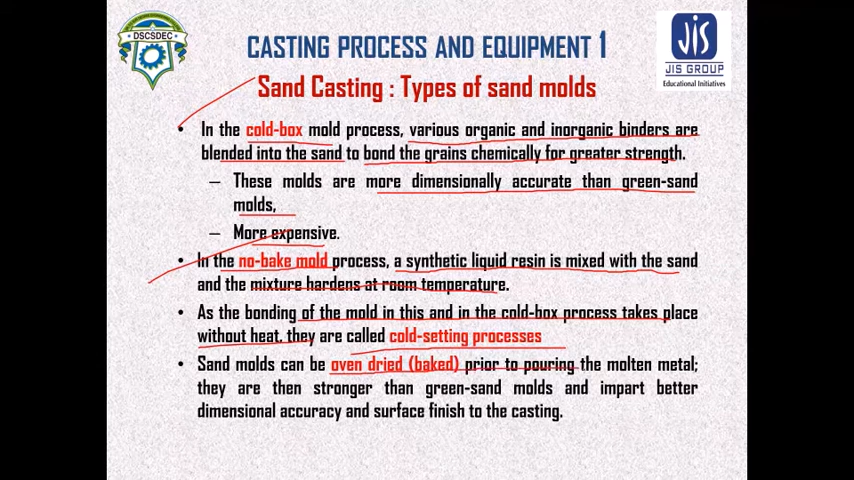 DSCSDEC
JIS
JIS GROUP
Educational Initiatives
CASTING PROCESS AND EQUIPMENT 1
Sand Casting : Types of sand molds
• In the cold-box mold process, various organic and inorganic binders are
blended into the sand to bond the grains chemically for greater strength.
– These molds are more dimensionally accurate than green-sand
molds,
– More expensive.
• In the no-bake mold process, a synthetic liquid resin is mixed with the sand
and the mixture hardens at room temperature.
• As the bonding of the mold in this and in the cold-box process takes place
without heat, they are called cold-setting processes
• Sand molds can be oven dried (baked) prior to pouring the molten metal;
they are then stronger than green-sand molds and impart better
dimensional accuracy and surface finish to the casting.